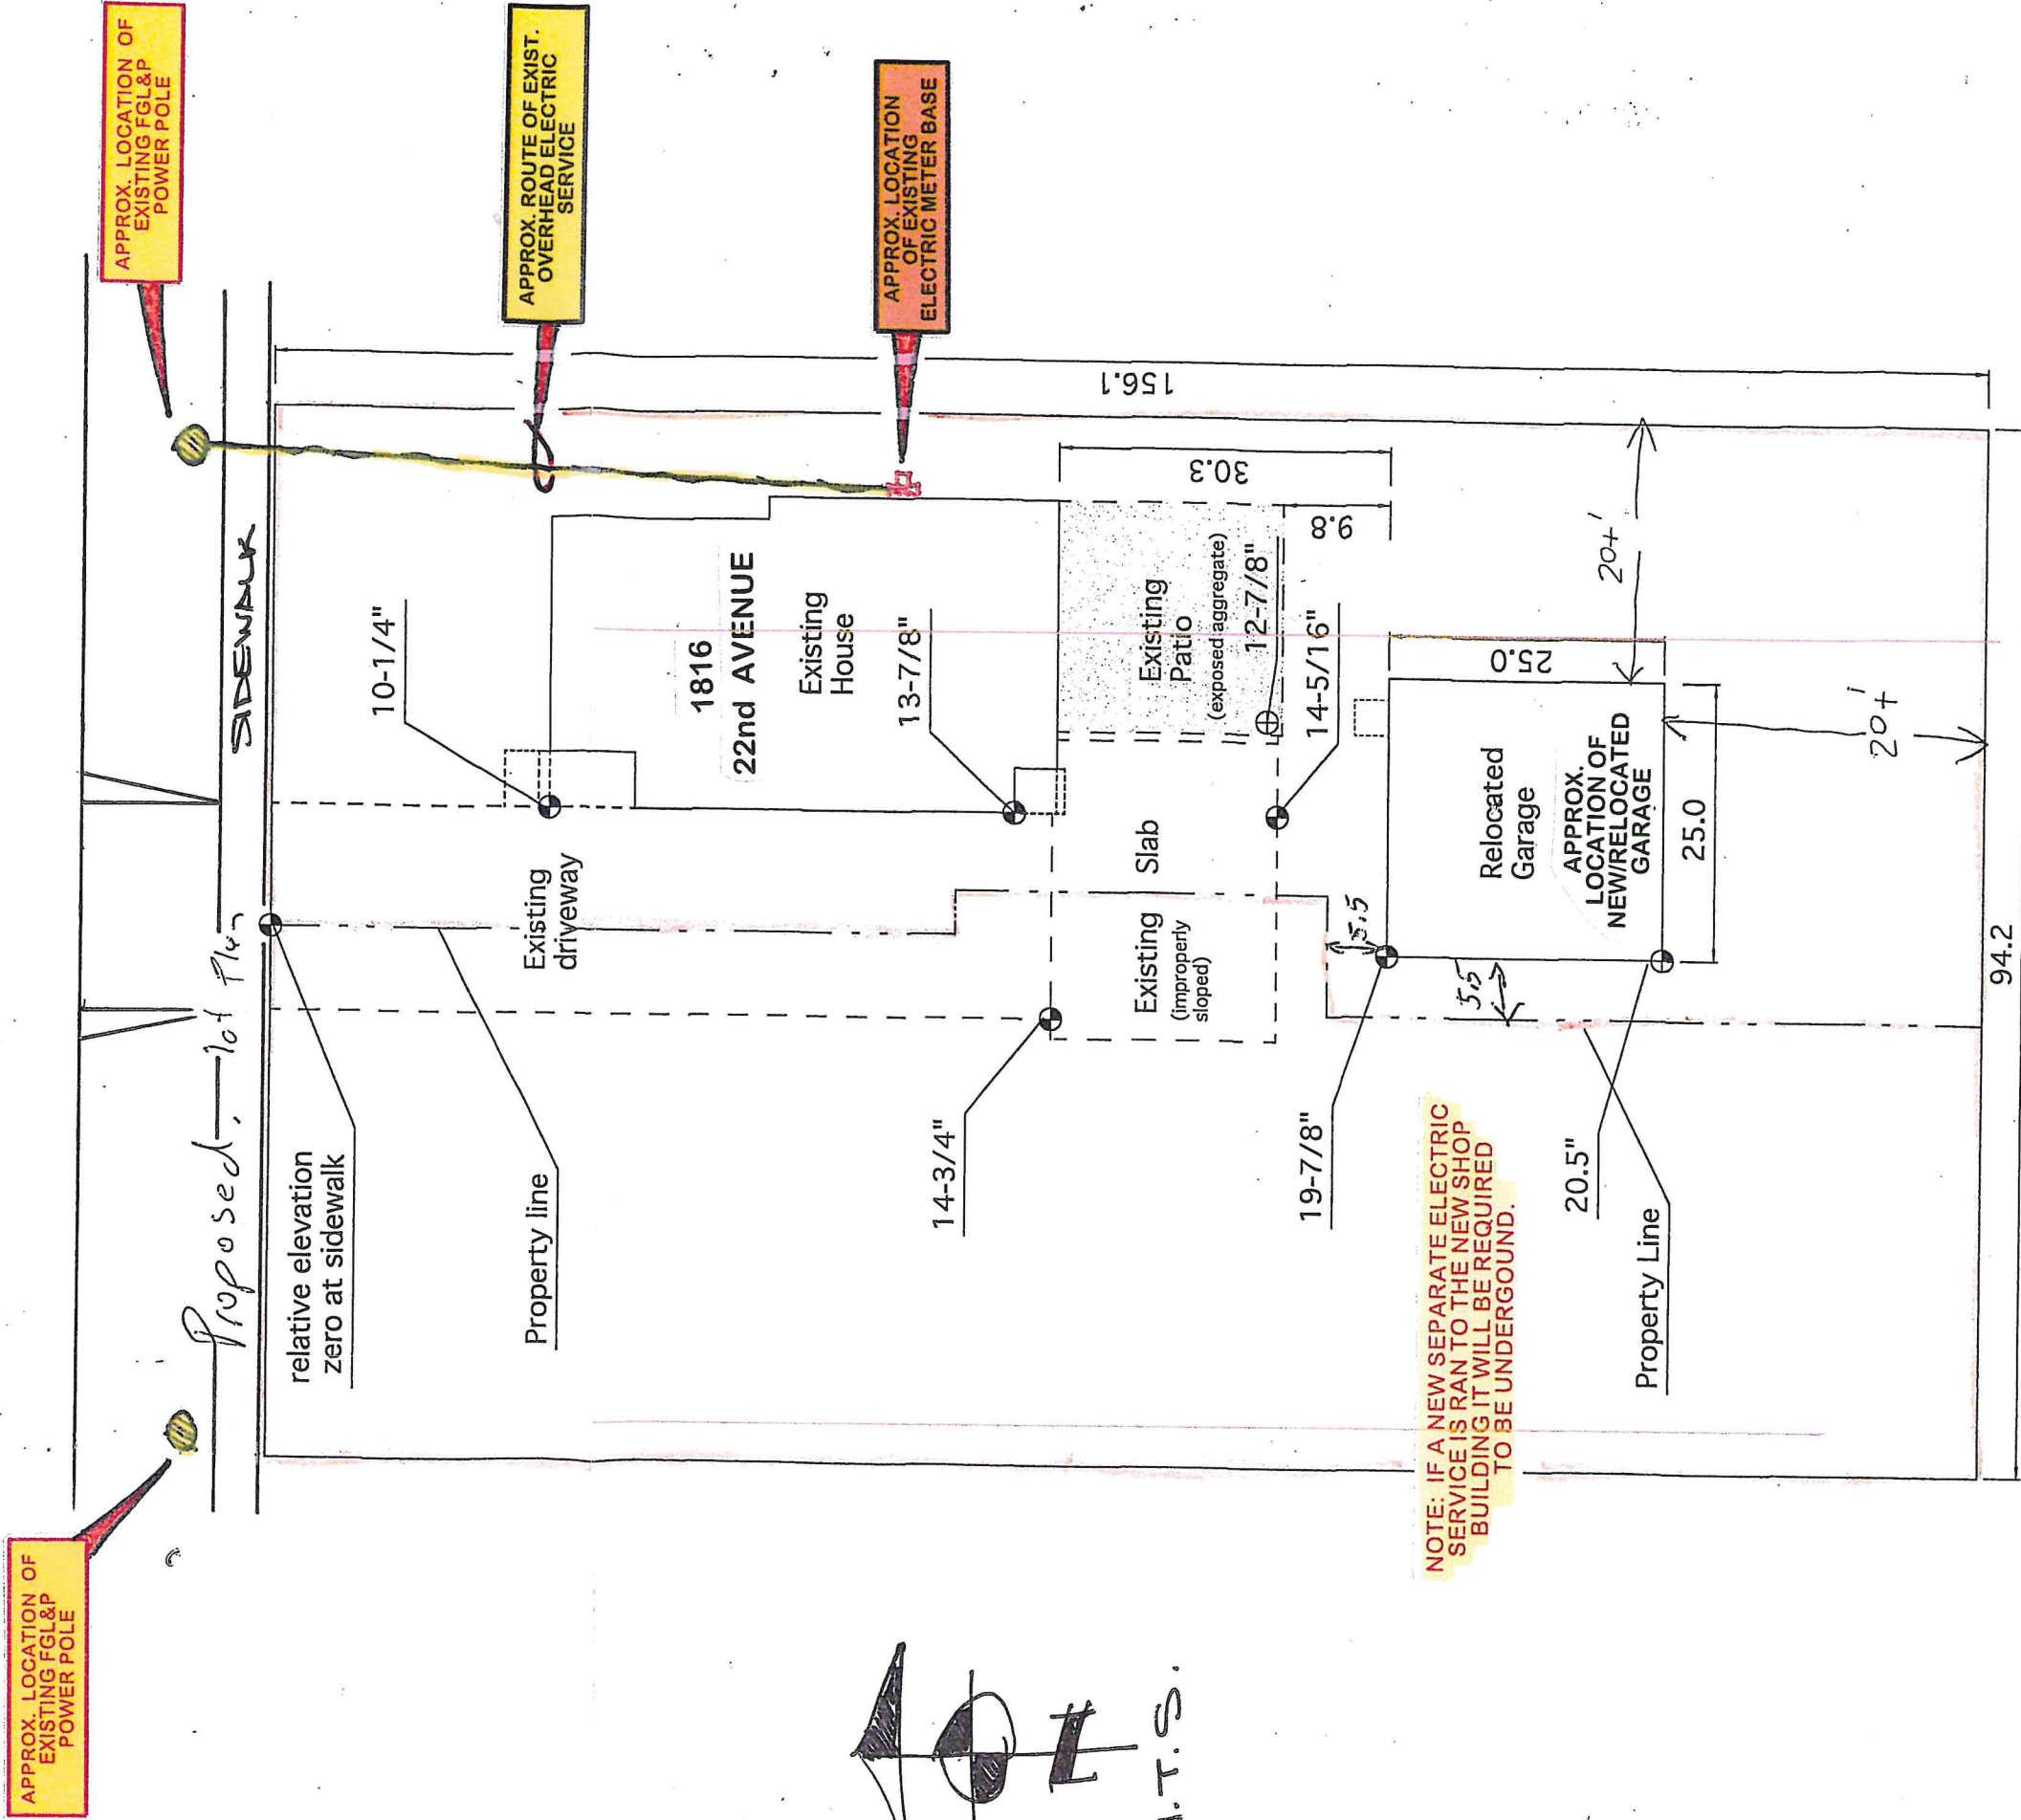 APPROX. LOCATION OF
EXISTING FGL&P
POWER POLE
APPROX. LOCATION OF
EXISTING FGL&P
POWER POLE
APPROX. ROUTE OF EXIST.
OVERHEAD ELECTRIC
SERVICE
APPROX. LOCATION
OF EXISTING
ELECTRIC METER BASE
SIDEWALK
Proposed, lot Plan
relative elevation
zero at sidewalk
Property line
Existing
driveway
10-1/4"
1816
22nd AVENUE
Existing
House
13-7/8"
156.1
30.3
9.8
Existing
Patio
(exposed aggregate)
12-7/8"
14-5/16"
Slab
Existing
(improperly
sloped)
14-3/4"
5.5
5.5
19-7/8"
20.5"
Property Line
Relocated
Garage
APPROX.
LOCATION OF
NEW/RELOCATED
GARAGE
25.0
25.0
20+'
20+'
94.2
NOTE: IF A NEW SEPARATE ELECTRIC
SERVICE IS RAN TO THE NEW SHOP
BUILDING IT WILL BE REQUIRED
TO BE UNDERGROUND.
N.T.S.